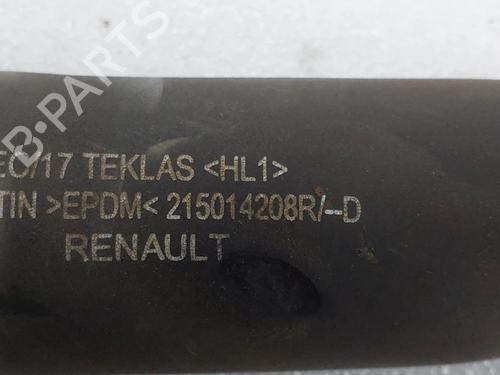 B-PARTS
EC/17 TEKLAS <HL1>
TIN >EPDM< 215014208R/--D
RENAULT